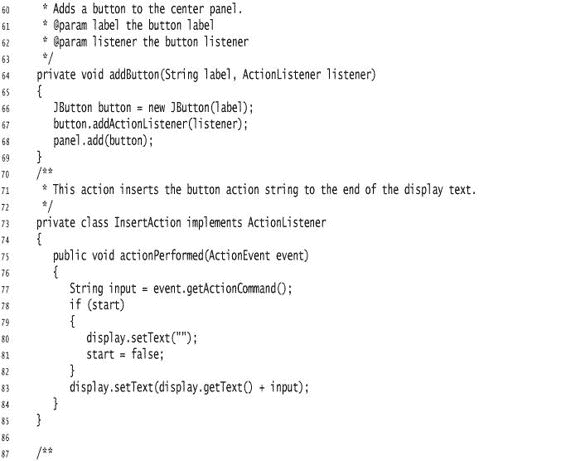 60     * Adds a button to the center panel.
61     * @param label the button label
62     * @param listener the button listener
63     */
64    private void addButton(String label, ActionListener listener)
65    {
66       JButton button = new JButton(label);
67       button.addActionListener(listener);
68       panel.add(button);
69    }
70    /**
71     * This action inserts the button action string to the end of the display text.
72     */
73    private class InsertAction implements ActionListener
74    {
75       public void actionPerformed(ActionEvent event)
76       {
77          String input = event.getActionCommand();
78          if (start)
79          {
80             display.setText("");
81             start = false;
82          }
83          display.setText(display.getText() + input);
84       }
85    }
86
87    /**